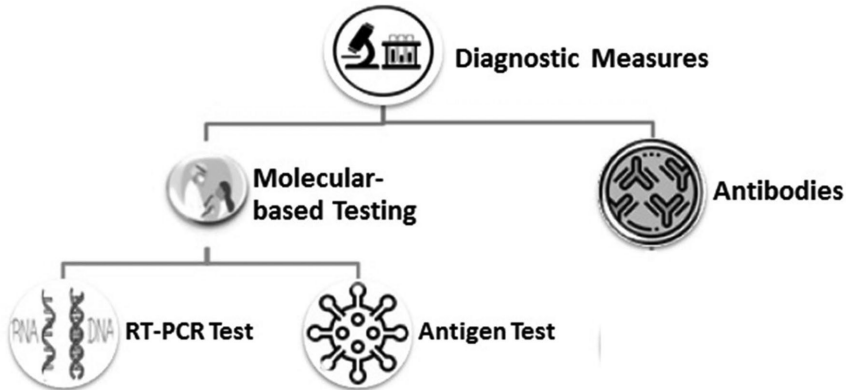 Diagnostic Measures
Molecular-
based Testing
Antibodies
RNA DNA RT-PCR Test
Antigen Test